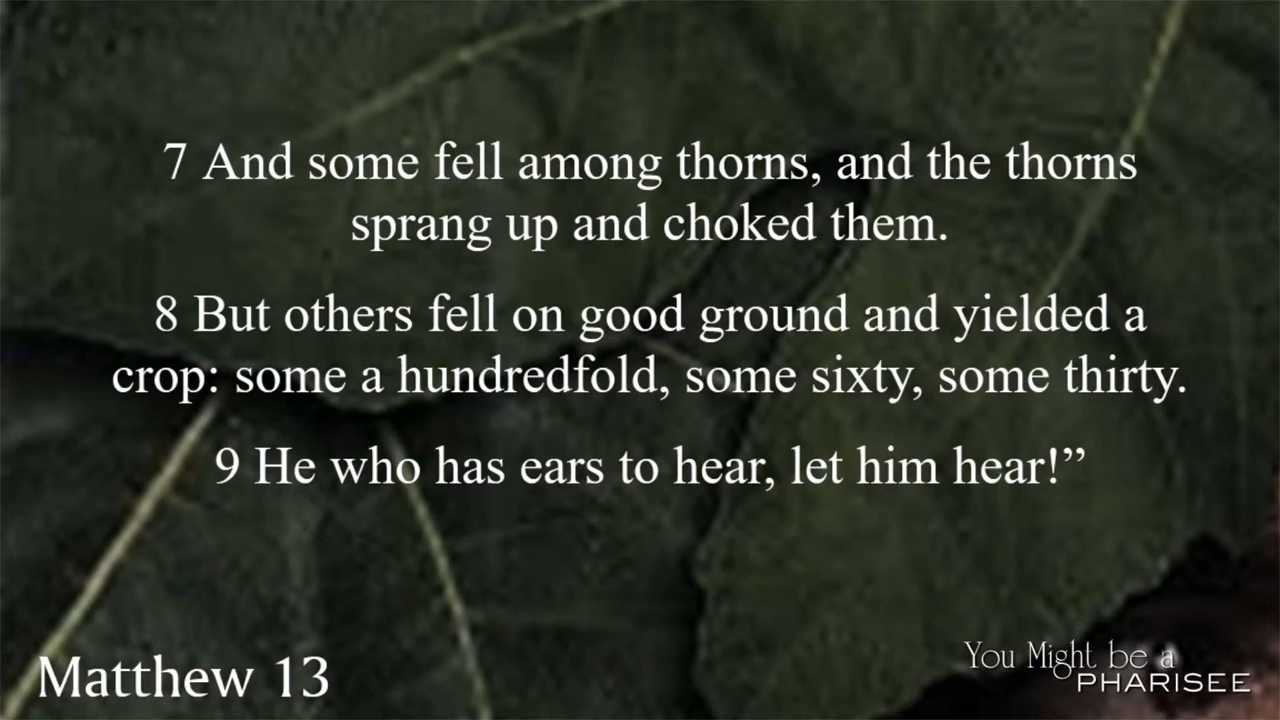 7 And some fell among thorns, and the thorns
sprang up and choked them.
8 But others fell on good ground and yielded a
crop: some a hundredfold, some sixty, some thirty.
9 He who has ears to hear, let him hear!”
Matthew 13
You Might be a
PHARISEE